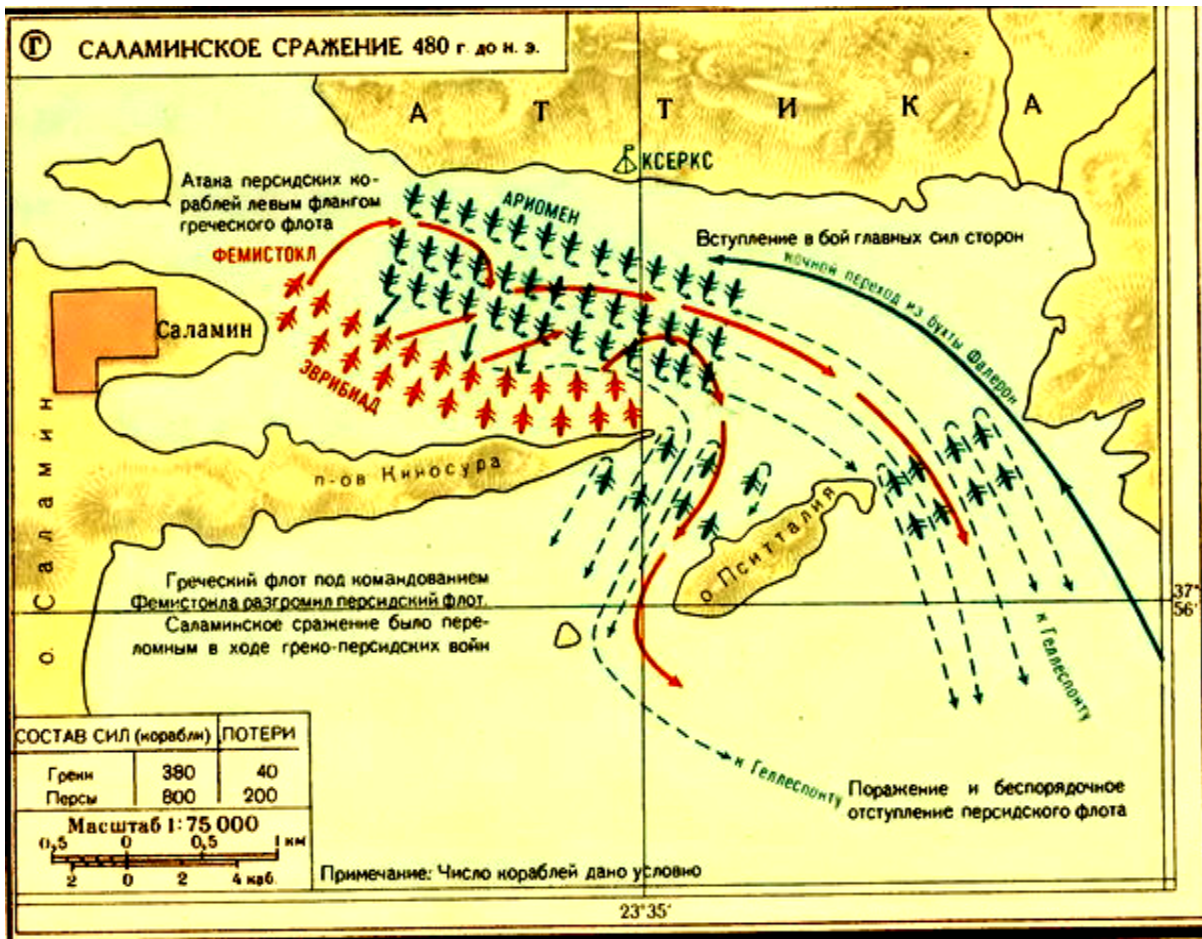 Г САЛАМИНСКОЕ СРАЖЕНИЕ 480 г. до н. э.
А Т Т И К А
КСЕРКС
Атака персидских ко-
раблей левым флангом
греческого флота
АРИОМЕН
ФЕМИСТОКЛ
Вступление в бой главных сил сторон
ночной переход из бухты Фалерон
Саламин
ЭВРИБИАД
о. Саламин
п-ов Киносура
о. Пситталия
Греческий флот под командованием
Фемистокла разгромил персидский флот.
Саламинское сражение было пере-
ломным в ходе греко-персидских войн
37°
56'
к Геллеспонту
к Геллеспонту
Поражение и беспорядочное
отступление персидского флота
СОСТАВ СИЛ (корабли) ПОТЕРИ
Греки 380 40
Персы 800 200
Масштаб 1:75 000
0,5 0 0,5 1 км
2 0 2 4 каб.
Примечание: Число кораблей дано условно
23°35'